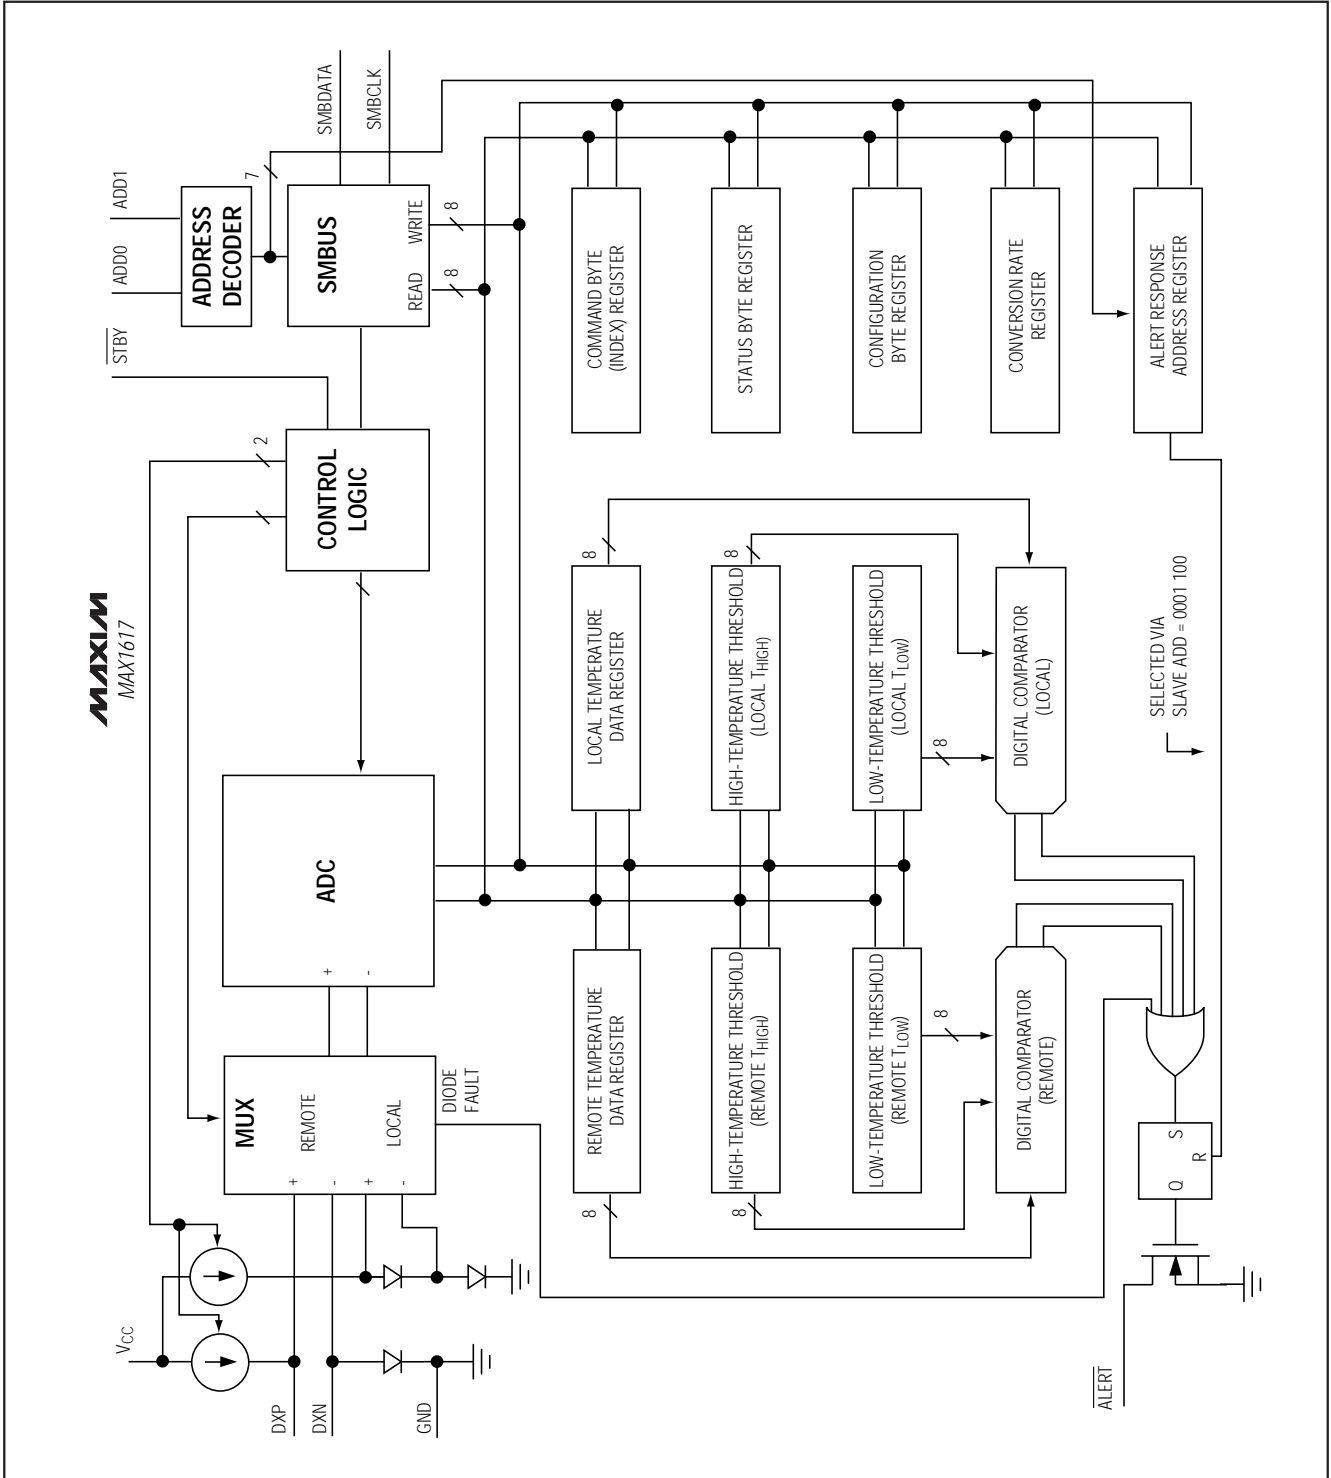 MAXIM
MAX1617
ADD0
ADD1
ADDRESS
DECODER
7
SMBDATA
SMBCLK
SMBUS
READ
WRITE
8
8
STBY
CONTROL
LOGIC
2
ADC
+
-
MUX
REMOTE
LOCAL
+
-
+
-
DIODE
FAULT
VCC
DXP
DXN
GND
COMMAND BYTE
(INDEX) REGISTER
STATUS BYTE REGISTER
CONFIGURATION
BYTE REGISTER
CONVERSION RATE
REGISTER
ALERT RESPONSE
ADDRESS REGISTER
LOCAL TEMPERATURE
DATA REGISTER
8
HIGH-TEMPERATURE THRESHOLD
(LOCAL THIGH)
8
LOW-TEMPERATURE THRESHOLD
(LOCAL TLOW)
8
DIGITAL COMPARATOR
(LOCAL)
SELECTED VIA
SLAVE ADD = 0001 100
REMOTE TEMPERATURE
DATA REGISTER
8
HIGH-TEMPERATURE THRESHOLD
(REMOTE THIGH)
8
LOW-TEMPERATURE THRESHOLD
(REMOTE TLOW)
8
DIGITAL COMPARATOR
(REMOTE)
S
R
Q
ALERT